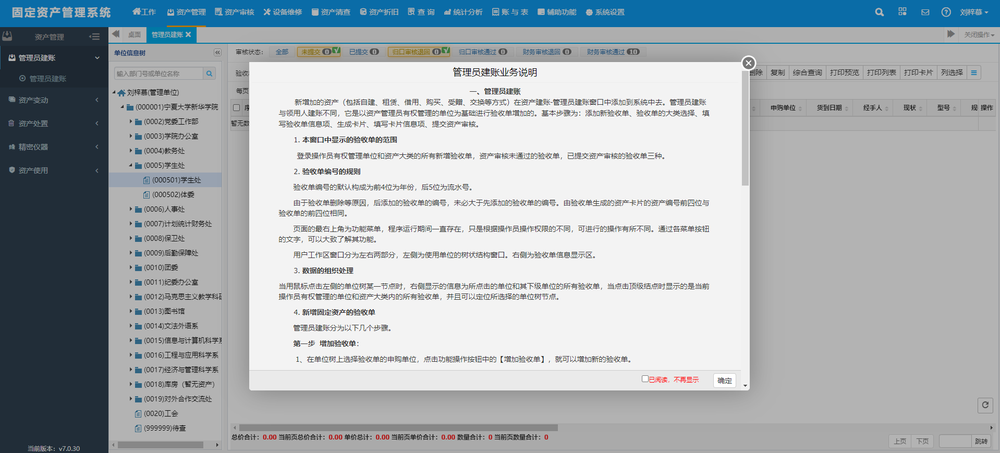 固定资产管理系统
工作 资产管理 资产审核 设备维修 资产清查 资产折旧 查 询 统计分析 账 与 表 辅助功能 系统设置
刘梓慕
资产管理
桌面 管理员建账
关闭操作
管理员建账
管理员建账
资产变动
资产处置
精密仪器
资产使用
当前版本：v7.0.30
单位信息树
输入部门号或单位名称
刘梓慕(管理单位)
(000001)宁夏大学新华学院
(0002)党委工作部
(0003)学院办公室
(0004)教务处
(0005)学生处
(000501)学生处
(000502)体委
(0006)人事处
(0007)计划统计财务处
(0008)保卫处
(0009)后勤保障处
(0010)团委
(0011)纪委办公室
(0012)马克思主义教学科研
(0013)图书馆
(0014)文法外语系
(0015)信息与计算机科学系
(0016)工程与应用科学系
(0017)经济与管理科学系
(0018)库房（暂无资产）
(0019)对外合作交流处
(0020)工会
(999999)待查
审核状态： 全部 未提交 0 已提交 0 归口审核退回 0 归口审核通过 0 财务审核退回 0 财务审核通过 10
验收
删除 复制 综合查询 打印预览 打印列表 打印卡片 列选择
每页
序 申购单位 货到日期 经手人 现状 型号 规 操作
暂无数
管理员建账业务说明
一、管理员建账
新增加的资产（包括自建、租赁、借用、购买、受赠、交换等方式）在资产建账-管理员建账窗口中添加到系统中去。管理员建账
与领用人建账不同，它是以资产管理员有权管理的单位为基础进行验收单增加的。基本步骤为：添加新验收单、验收单的大类选择、填
写验收单信息项、生成卡片、填写卡片信息项、提交资产审核。
1. 本窗口中显示的验收单的范围
登录操作员有权管理单位和资产大类的所有新增验收单，资产审核未通过的验收单，已提交资产审核的验收单三种。
2. 验收单编号的规则
验收单编号的默认构成为前4位为年份，后5位为流水号。
由于验收单删除等原因，后添加的验收单的编号，未必大于先添加的验收单的编号。由验收单生成的资产卡片的资产编号前四位与
验收单的前四位相同。
页面的最右上角为功能菜单，程序运行期间一直存在，只是根据操作员操作权限的不同，可进行的操作有所不同。通过各菜单按钮
的文字，可以大致了解其功能。
用户工作区窗口分为左右两部分，左侧为使用单位的树状结构窗口。右侧为验收单信息显示区。
3. 数据的组织处理
当用鼠标点击左侧的单位树某一节点时，右侧显示的信息为所点击的单位和其下级单位的所有验收单，当点击顶级结点时显示的是当前
操作员有权管理的单位和资产大类内的所有验收单，并且可以定位所选择的单位树节点。
4. 新增固定资产的验收单
管理员建账分为以下几个步骤。
第一步 增加验收单：
1、在单位树上选择验收单的申购单位，点击功能操作按钮中的【增加验收单】，就可以增加新的验收单。
已阅读，不再显示 确定
总价合计：0.00 当前页总价合计：0.00 单价总计：0.00 当前页单价合计：0.00 数量合计：0 当前页数量合计：0
上页 下页 跳转